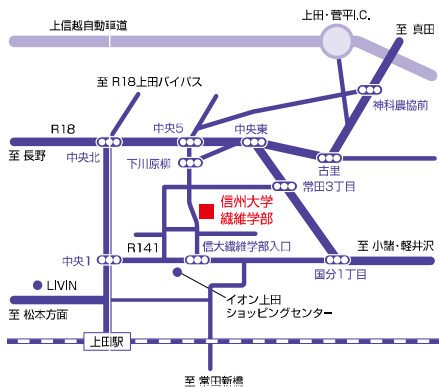 上田・菅平I.C.
上信越自動車道
至 真田
至 R18上田バイパス
神科農協前
R18
中央5
中央東
至 長野
中央北
下川原柳
古里
常田3丁目
信州大学
繊維学部
R141
信大繊維学部入口
至 小諸・軽井沢
中央1
国分1丁目
LIVIN
イオン上田
ショッピングセンター
至 松本方面
上田駅
至 常田新橋